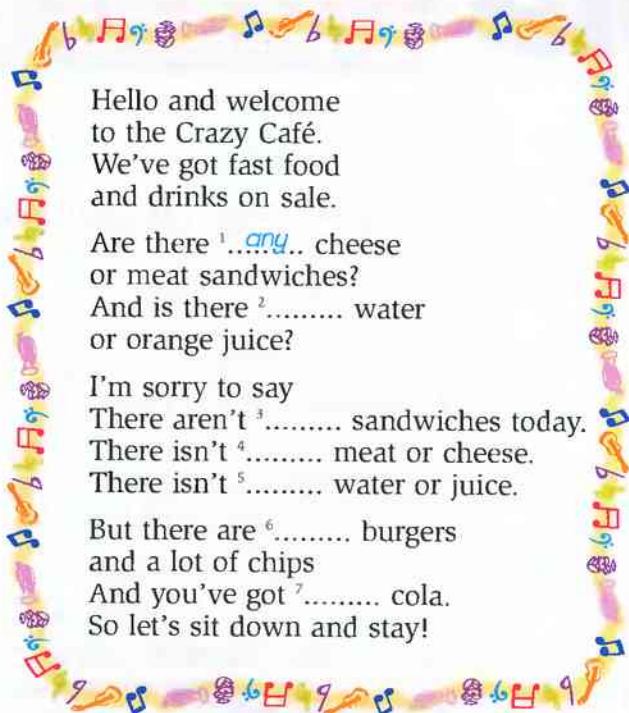 Hello and welcome
to the Crazy Café.
We've got fast food
and drinks on sale.
Are there ¹..any.. cheese
or meat sandwiches?
And is there ²......... water
or orange juice?
I'm sorry to say
There aren't ³......... sandwiches today.
There isn't ⁴......... meat or cheese.
There isn't ⁵......... water or juice.
But there are ⁶......... burgers
and a lot of chips
And you've got ⁷......... cola.
So let's sit down and stay!